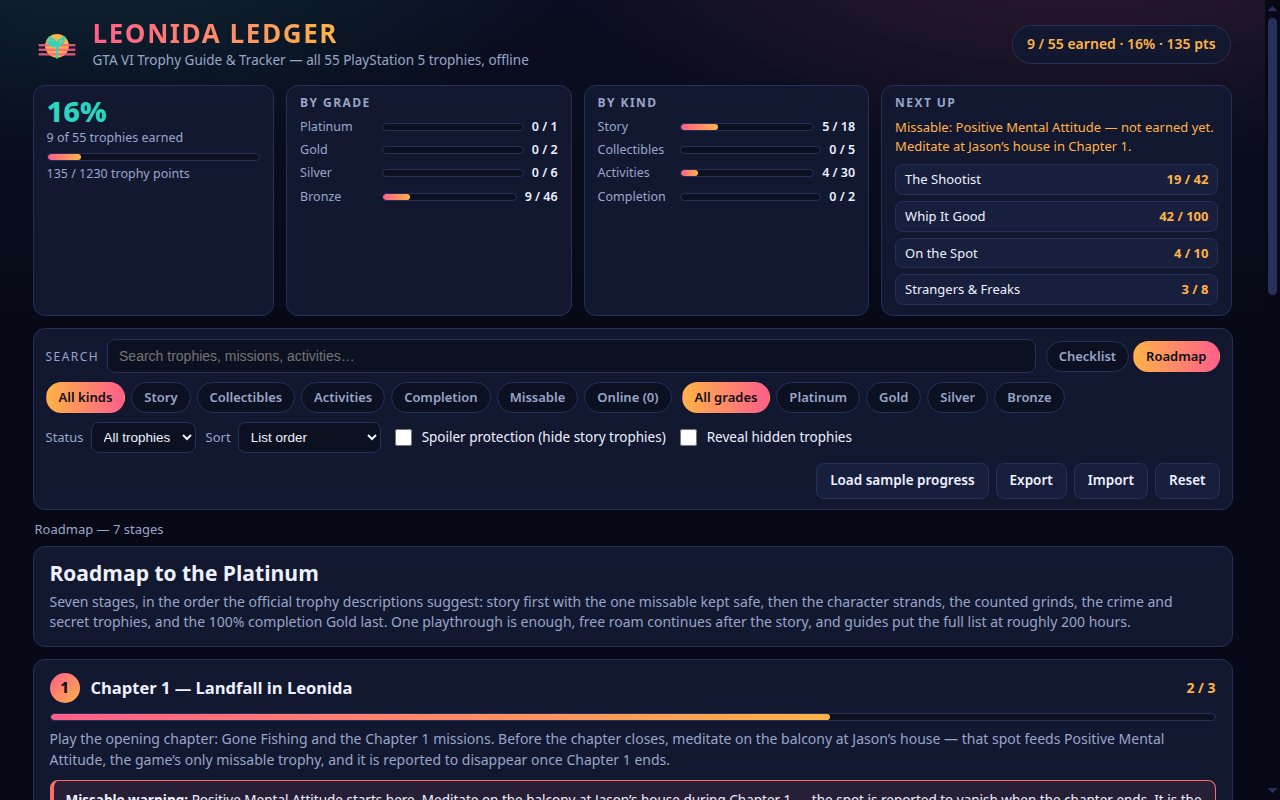 LEONIDA LEDGER
GTA VI Trophy Guide & Tracker — all 55 PlayStation 5 trophies, offline
9 / 55 earned · 16% · 135 pts
16%
9 of 55 trophies earned
135 / 1230 trophy points
BY GRADE
Platinum 0 / 1
Gold 0 / 2
Silver 0 / 6
Bronze 9 / 46
BY KIND
Story 5 / 18
Collectibles 0 / 5
Activities 4 / 30
Completion 0 / 2
NEXT UP
Missable: Positive Mental Attitude — not earned yet.
Meditate at Jason’s house in Chapter 1.
The Shootist 19 / 42
Whip It Good 42 / 100
On the Spot 4 / 10
Strangers & Freaks 3 / 8
SEARCH Search trophies, missions, activities… Checklist Roadmap
All kinds Story Collectibles Activities Completion Missable Online (0) All grades Platinum Gold Silver Bronze
Status All trophies Sort List order Spoiler protection (hide story trophies) Reveal hidden trophies
Load sample progress Export Import Reset
Roadmap — 7 stages
Roadmap to the Platinum
Seven stages, in the order the official trophy descriptions suggest: story first with the one missable kept safe, then the character strands, the counted grinds, the crime and
secret trophies, and the 100% completion Gold last. One playthrough is enough, free roam continues after the story, and guides put the full list at roughly 200 hours.
1 Chapter 1 — Landfall in Leonida 2 / 3
Play the opening chapter: Gone Fishing and the Chapter 1 missions. Before the chapter closes, meditate on the balcony at Jason’s house — that spot feeds Positive Mental
Attitude, the game’s only missable trophy, and it is reported to disappear once Chapter 1 ends.
Missable warning: Positive Mental Attitude starts here. Meditate on the balcony at Jason’s house during Chapter 1 — the spot is reported to vanish when the chapter ends. It is the